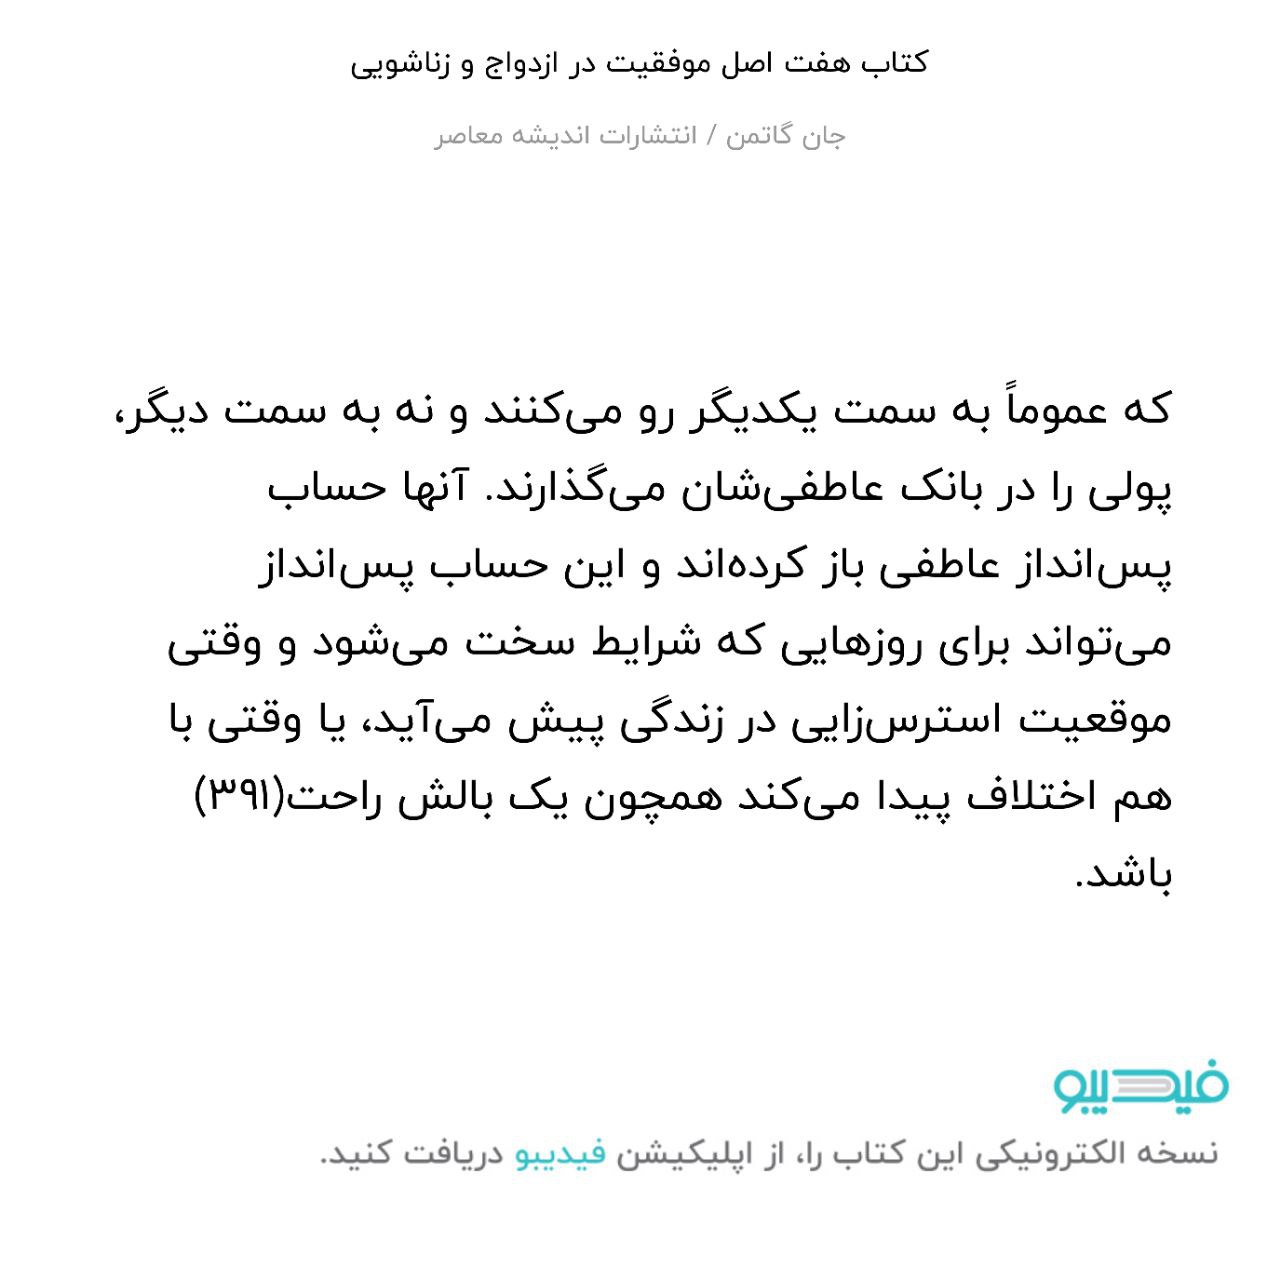 کتاب هفت اصل موفقیت در ازدواج و زناشویی
جان گاتمن / انتشارات اندیشه معاصر
که عموماً به سمت یکدیگر رو می‌کنند و نه به سمت دیگر،
پولی را در بانک عاطفی‌شان می‌گذارند. آنها حساب
پس‌انداز عاطفی باز کرده‌اند و این حساب پس‌انداز
می‌تواند برای روزهایی که شرایط سخت می‌شود و وقتی
موقعیت استرس‌زایی در زندگی پیش می‌آید، یا وقتی با
هم اختلاف پیدا می‌کند همچون یک بالش راحت(۳۹۱)
باشد.
فیدیبو
نسخه الکترونیکی این کتاب را، از اپلیکیشن فیدیبو دریافت کنید.